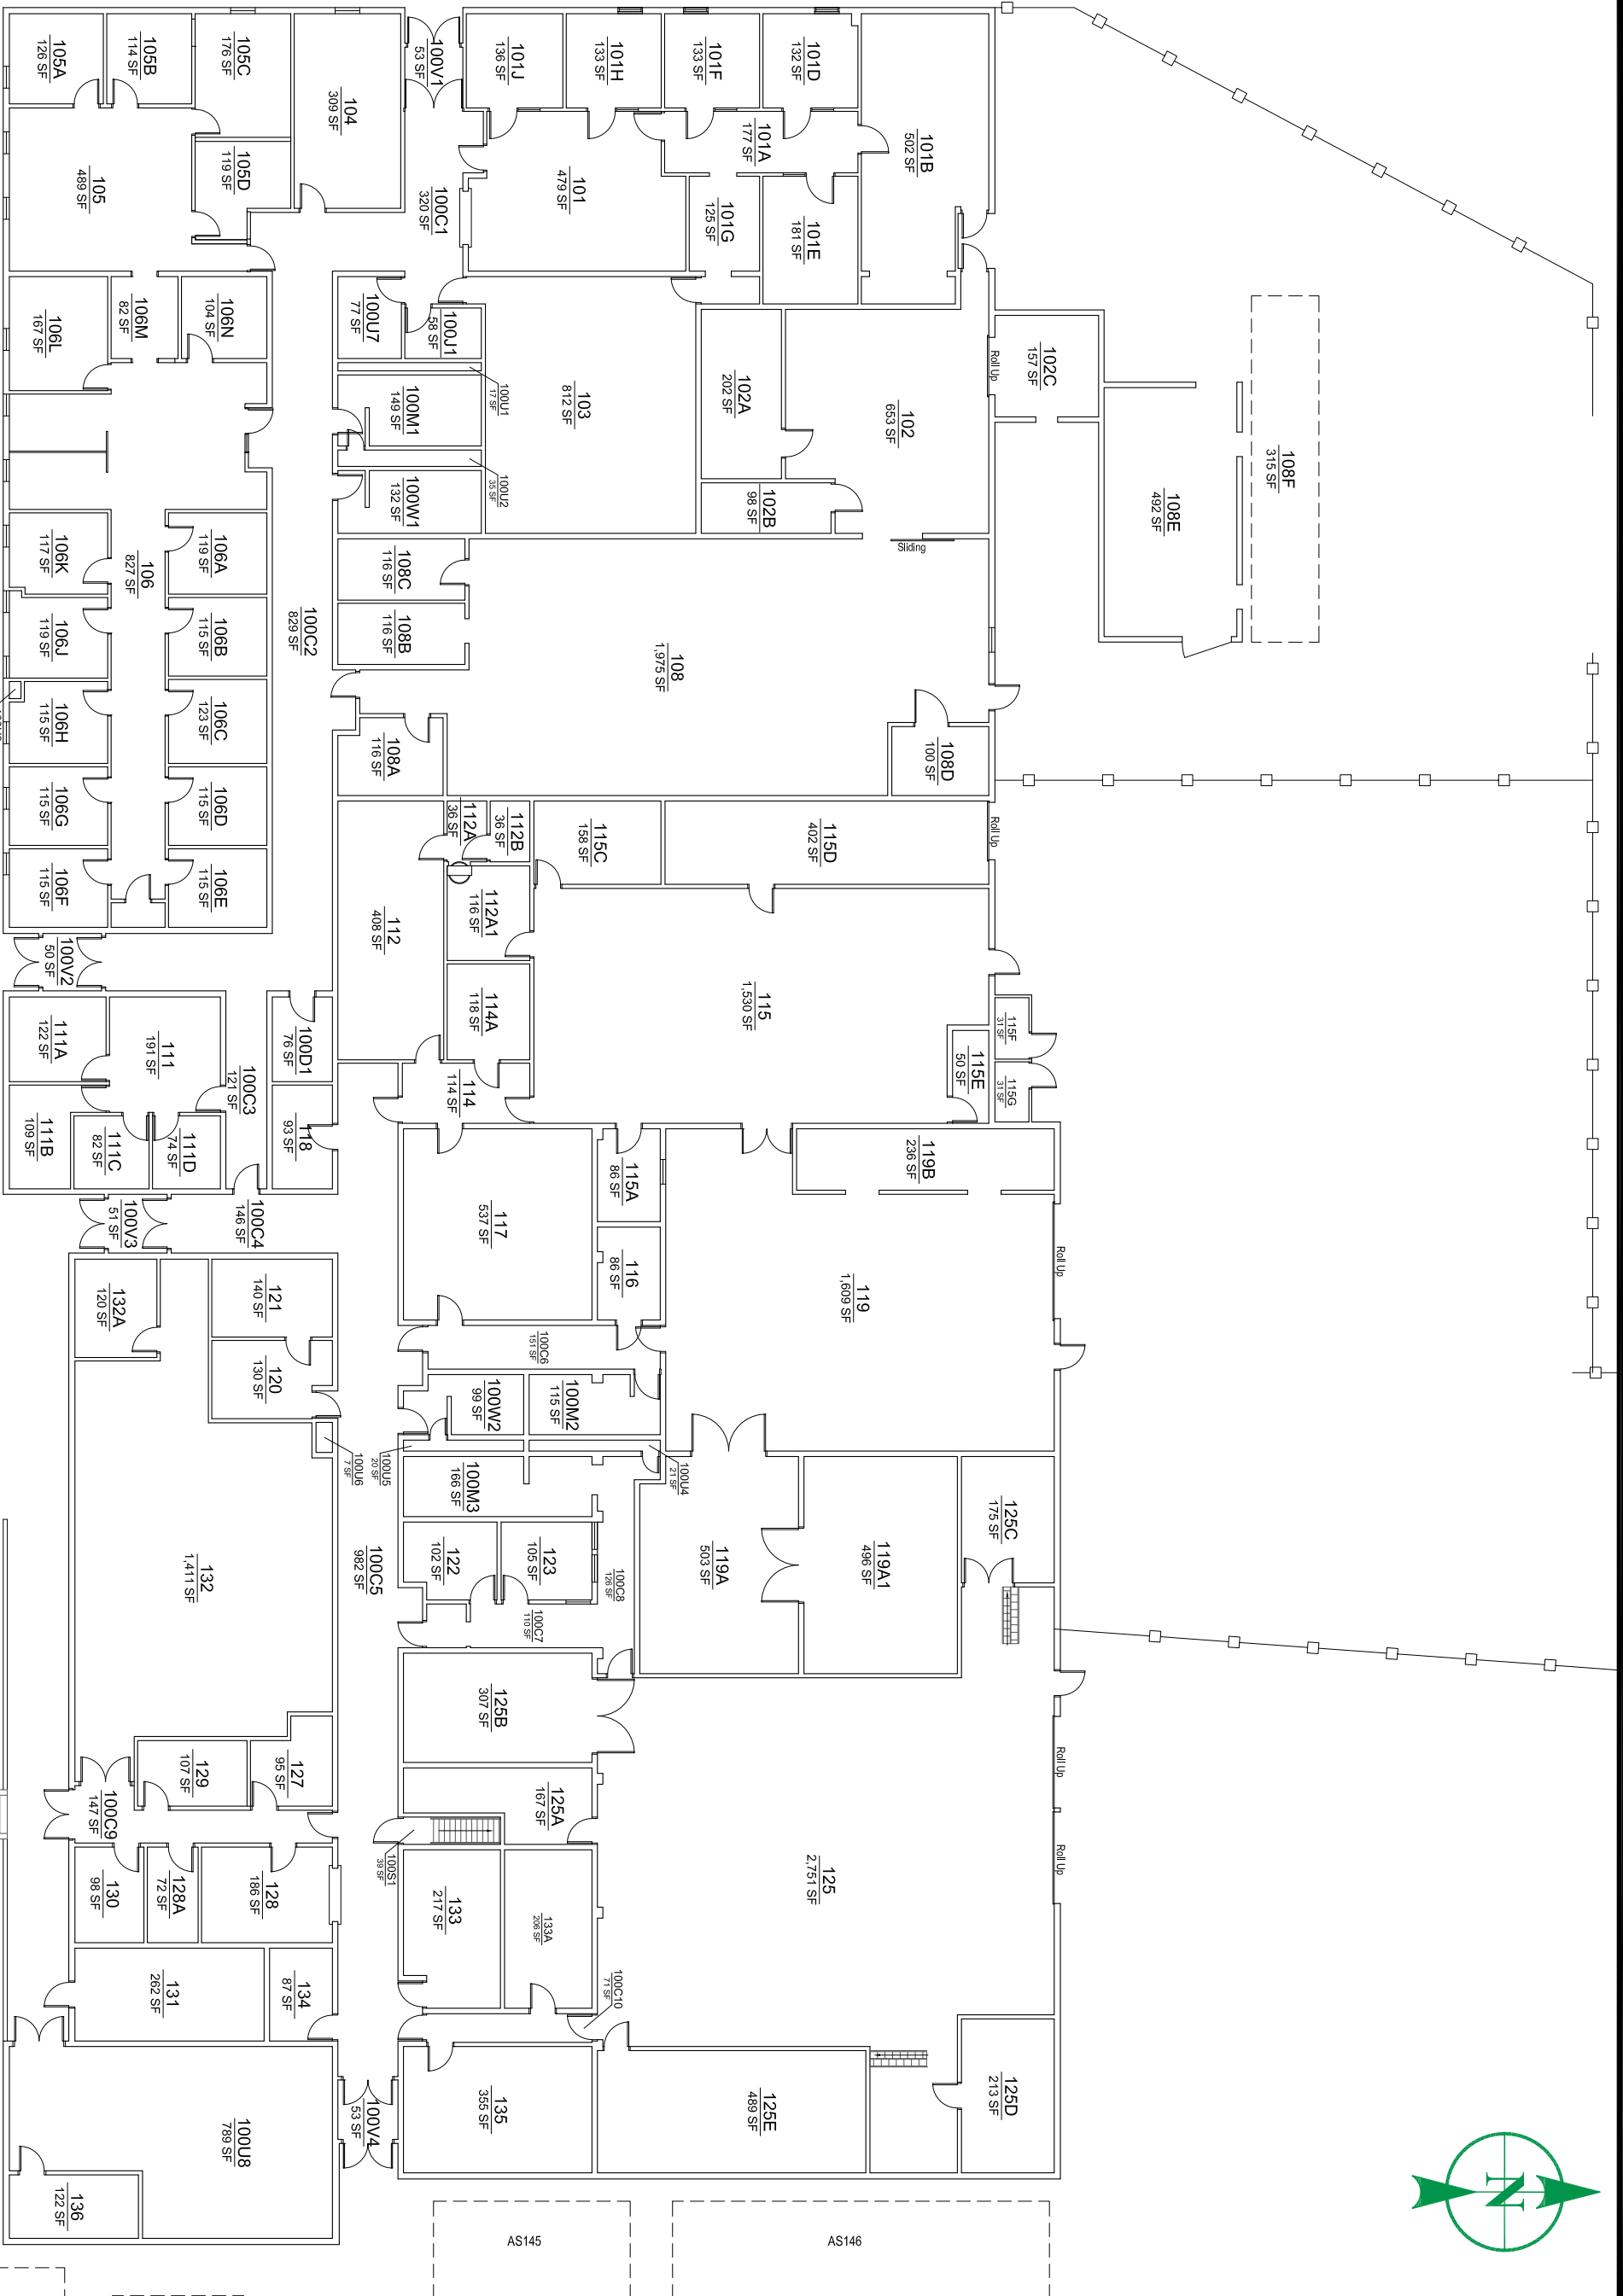 105A
126 SF
105B
114 SF
105C
176 SF
104
309 SF
100V1
53 SF
101J
136 SF
101H
133 SF
101F
133 SF
101D
132 SF
101B
502 SF
101A
177 SF
105
489 SF
105D
119 SF
100C1
320 SF
101
479 SF
101G
125 SF
101E
181 SF
106L
167 SF
106M
82 SF
106N
104 SF
100U7
77 SF
100J1
58 SF
100U1
17 SF
100M1
149 SF
103
812 SF
102A
202 SF
102
653 SF
Roll Up
102C
157 SF
108F
315 SF
108E
492 SF
100U2
35 SF
100W1
132 SF
102B
98 SF
Sliding
106K
117 SF
106
827 SF
106A
119 SF
100C2
829 SF
108C
116 SF
108B
116 SF
106J
119 SF
106B
115 SF
108
1,975 SF
106H
115 SF
106C
123 SF
108A
116 SF
108D
100 SF
106G
115 SF
106D
115 SF
112A
36 SF
112B
36 SF
115C
158 SF
115D
402 SF
Roll Up
106F
115 SF
106E
115 SF
112
408 SF
112A1
116 SF
100V2
50 SF
114A
118 SF
115
1,530 SF
115F
31 SF
115G
31 SF
115E
50 SF
111A
122 SF
111
191 SF
100D1
76 SF
100C3
121 SF
114
114 SF
111B
109 SF
111C
82 SF
111D
74 SF
118
93 SF
115A
86 SF
119B
236 SF
100V3
51 SF
100C4
146 SF
117
537 SF
116
86 SF
119
1,609 SF
Roll Up
132A
120 SF
121
140 SF
120
130 SF
100C6
151 SF
100W2
99 SF
100M2
115 SF
100U6
7 SF
100U5
20 SF
100U4
21 SF
100M3
166 SF
132
1,411 SF
100C5
982 SF
122
102 SF
123
105 SF
100C8
126 SF
100C7
110 SF
119A
503 SF
119A1
496 SF
125C
175 SF
125B
307 SF
129
107 SF
127
95 SF
100C9
147 SF
125A
167 SF
Roll Up
Roll Up
100S1
39 SF
125
2,751 SF
130
98 SF
128A
72 SF
128
186 SF
133
217 SF
133A
206 SF
131
262 SF
134
87 SF
100C10
71 SF
100V4
53 SF
135
355 SF
125E
489 SF
125D
213 SF
100U8
789 SF
136
122 SF
N
AS145
AS146